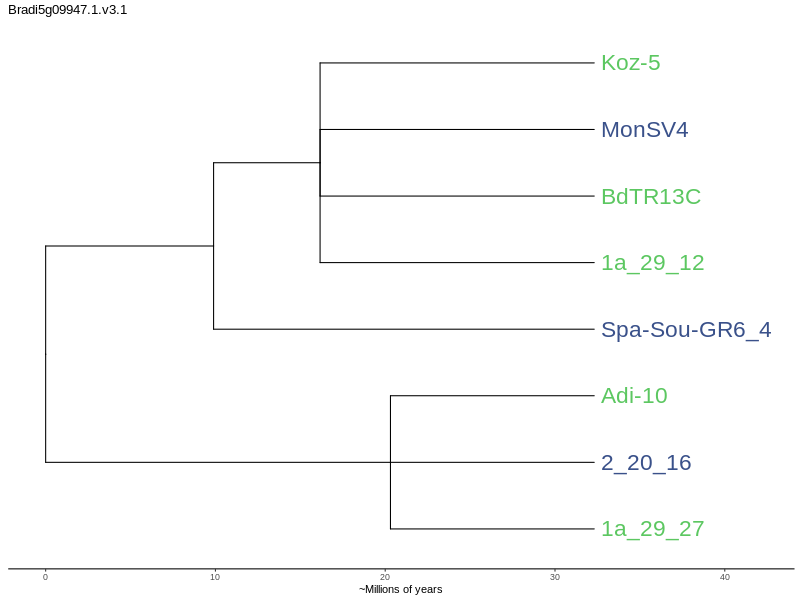 Bradi5g09947.1.v3.1
Koz-5
MonSV4
BdTR13C
1a_29_12
Spa-Sou-GR6_4
Adi-10
2_20_16
1a_29_27
0 10 20 30 40
~Millions of years